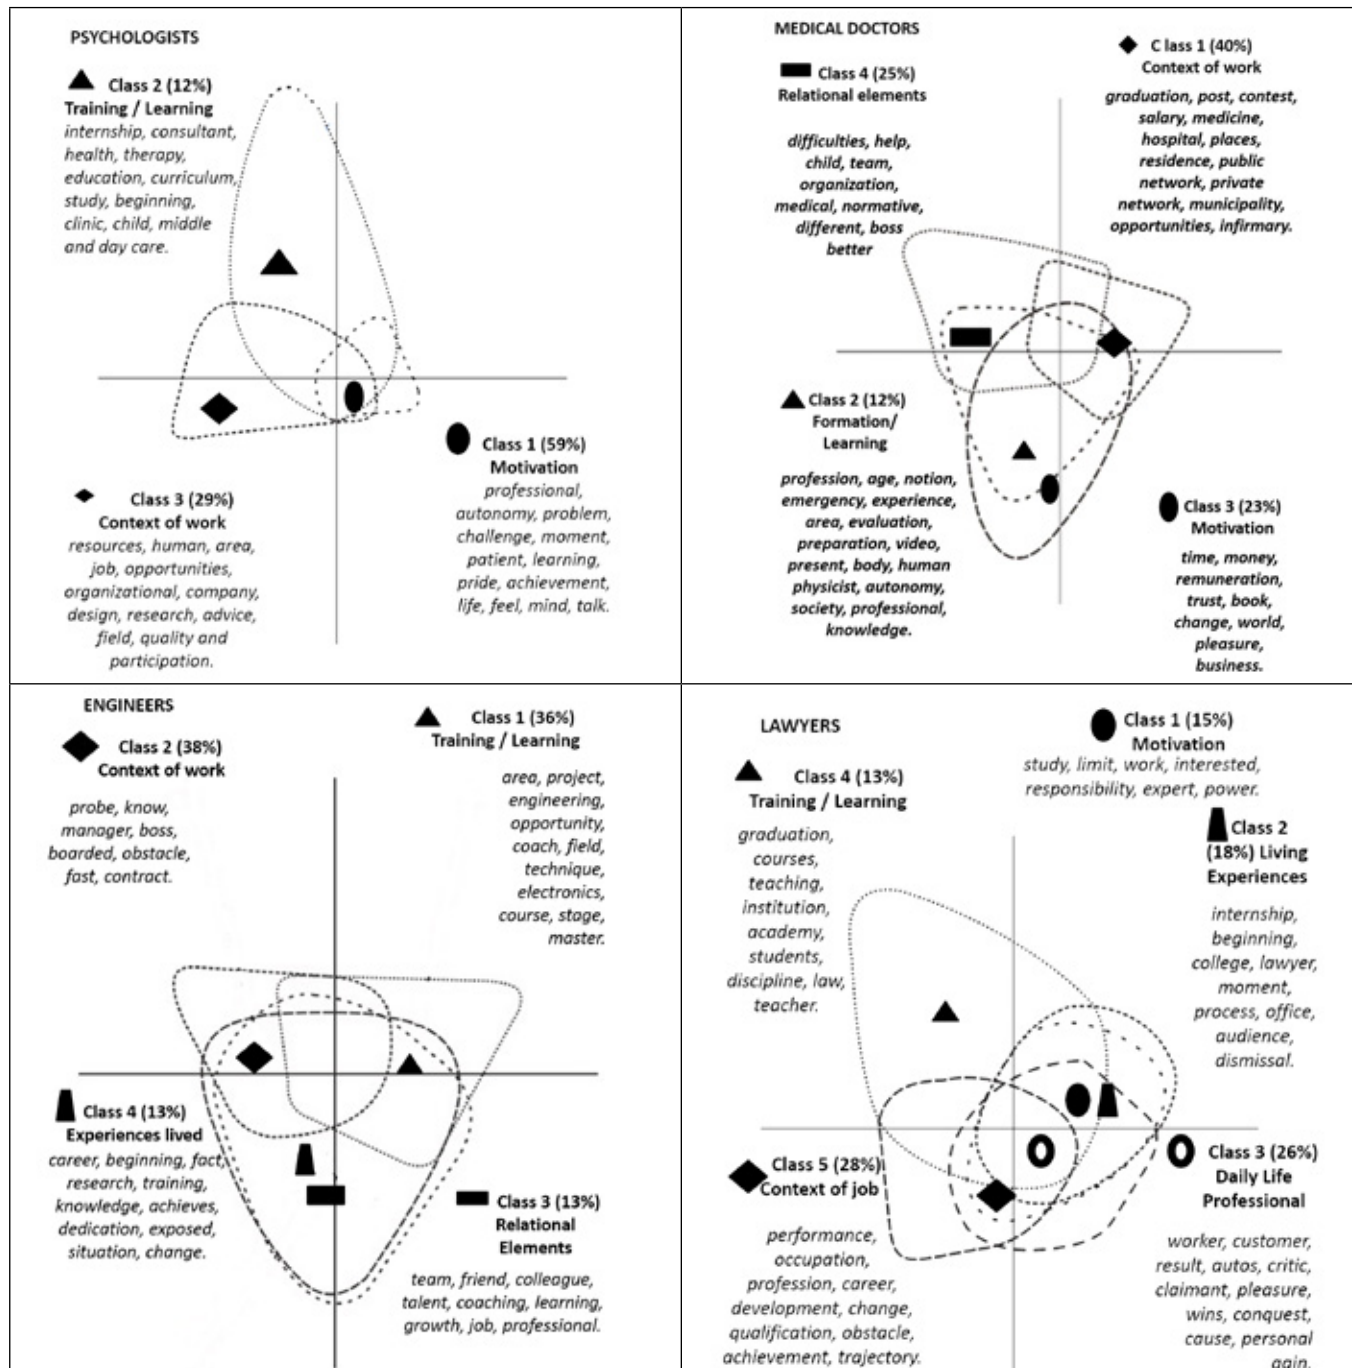 PSYCHOLOGISTS
Class 2 (12%)
Training / Learning
internship, consultant,
health, therapy,
education, curriculum,
study, beginning,
clinic, child, middle
and day care.
Class 1 (59%)
Motivation
professional,
autonomy, problem,
challenge, moment,
patient, learning,
pride, achievement,
life, feel, mind, talk.
Class 3 (29%)
Context of work
resources, human, area,
job, opportunities,
organizational, company,
design, research, advice,
field, quality and
participation.
MEDICAL DOCTORS
Class 4 (25%)
Relational elements
difficulties, help,
child, team,
organization,
medical, normative,
different, boss
better
C lass 1 (40%)
Context of work
graduation, post, contest,
salary, medicine,
hospital, places,
residence, public
network, private
network, municipality,
opportunities, infirmary.
Class 2 (12%)
Formation/
Learning
profession, age, notion,
emergency, experience,
area, evaluation,
preparation, video,
present, body, human
physicist, autonomy,
society, professional,
knowledge.
Class 3 (23%)
Motivation
time, money,
remuneration,
trust, book,
change, world,
pleasure,
business.
ENGINEERS
Class 2 (38%)
Context of work
probe, know,
manager, boss,
boarded, obstacle,
fast, contract.
Class 1 (36%)
Training / Learning
area, project,
engineering,
opportunity,
coach, field,
technique,
electronics,
course, stage,
master.
Class 4 (13%)
Experiences lived
career, beginning, fact,
research, training,
knowledge, achieves,
dedication, exposed,
situation, change.
Class 3 (13%)
Relational
Elements
team, friend, colleague,
talent, coaching, learning,
growth, job, professional.
LAWYERS
Class 4 (13%)
Training / Learning
graduation,
courses,
teaching,
institution,
academy,
students,
discipline, law,
teacher.
Class 1 (15%)
Motivation
study, limit, work, interested,
responsibility, expert, power.
Class 2
(18%) Living
Experiences
internship,
beginning,
college, lawyer,
moment,
process, office,
audience,
dismissal.
Class 5 (28%)
Context of job
performance,
occupation,
profession, career,
development, change,
qualification, obstacle,
achievement, trajectory.
Class 3 (26%)
Daily Life
Professional
worker, customer,
result, autos, critic,
claimant, pleasure,
wins, conquest,
cause, personal
gain.